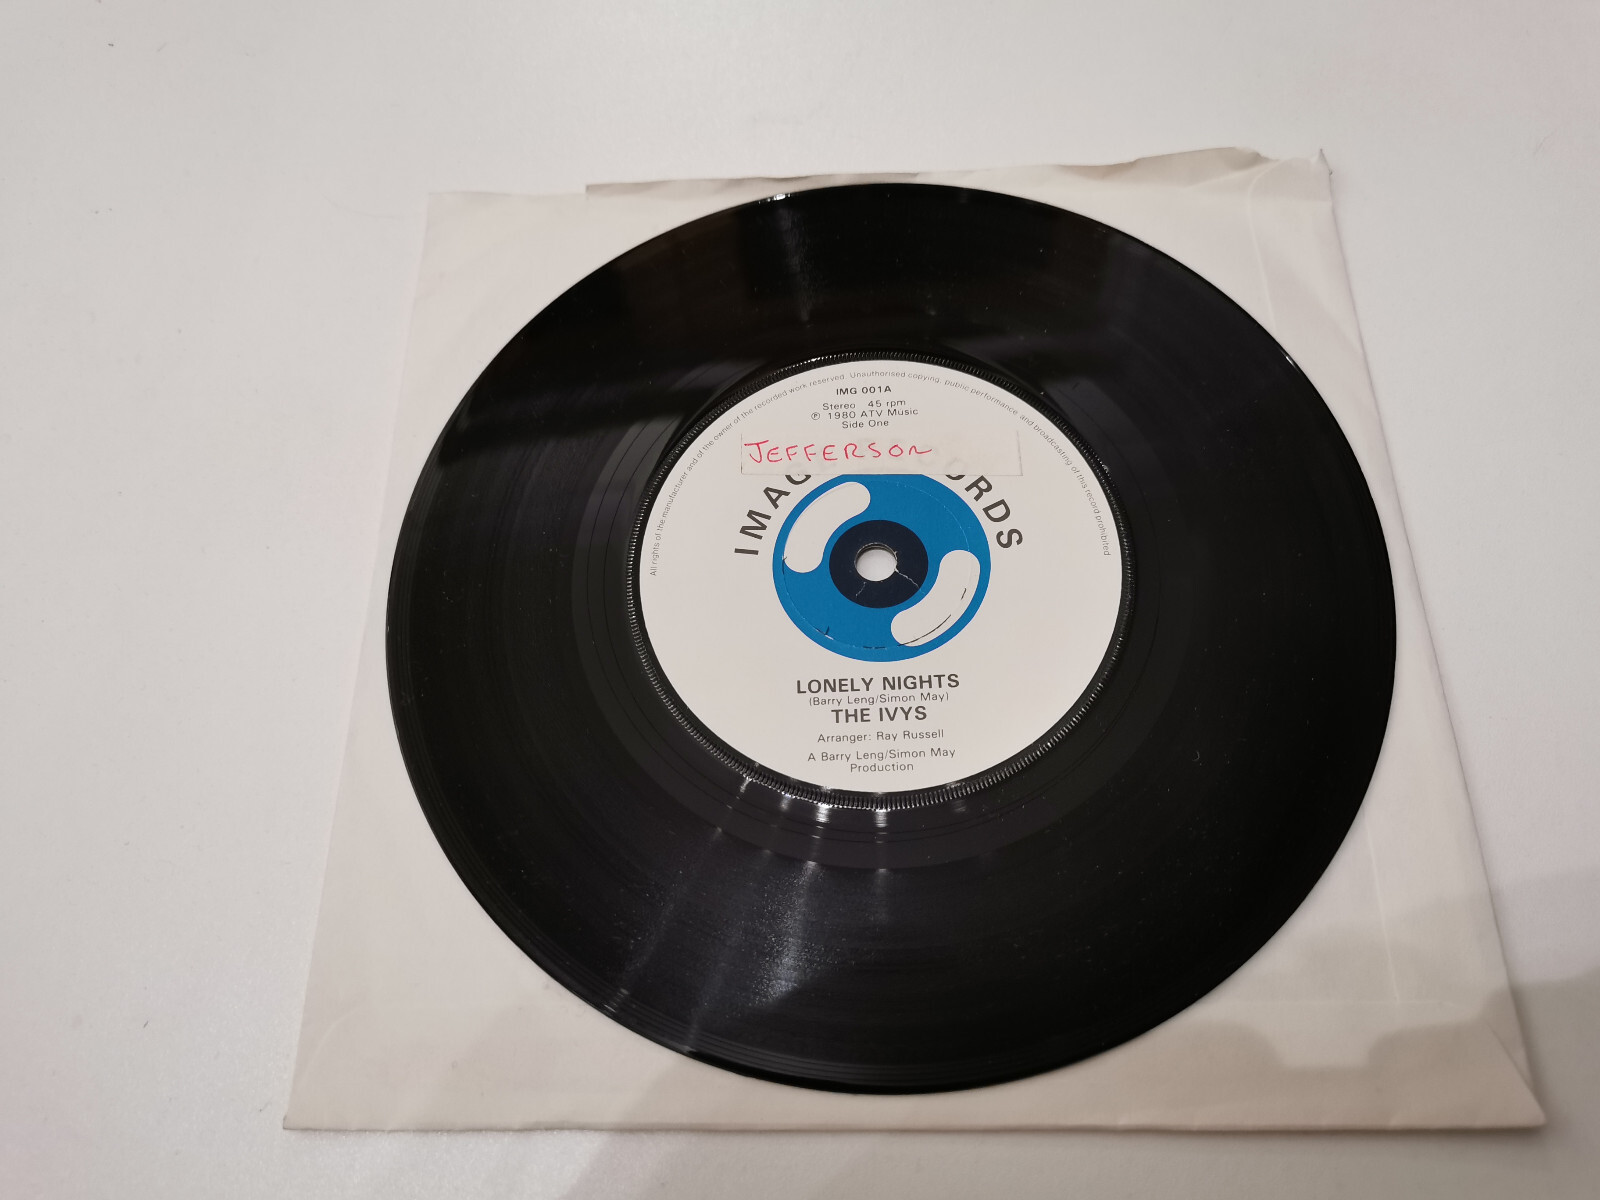 All rights of the manufacturer and of the owner of the recorded work reserved. Unauthorised copying, public performance and broadcasting of this record prohibited
IMG 001A
Stereo 45 rpm
℗ 1980 ATV Music
Side One
JEFFERSON
LONELY NIGHTS
(Barry Leng/Simon May)
THE IVYS
Arranger: Ray Russell
A Barry Leng/Simon May
Production